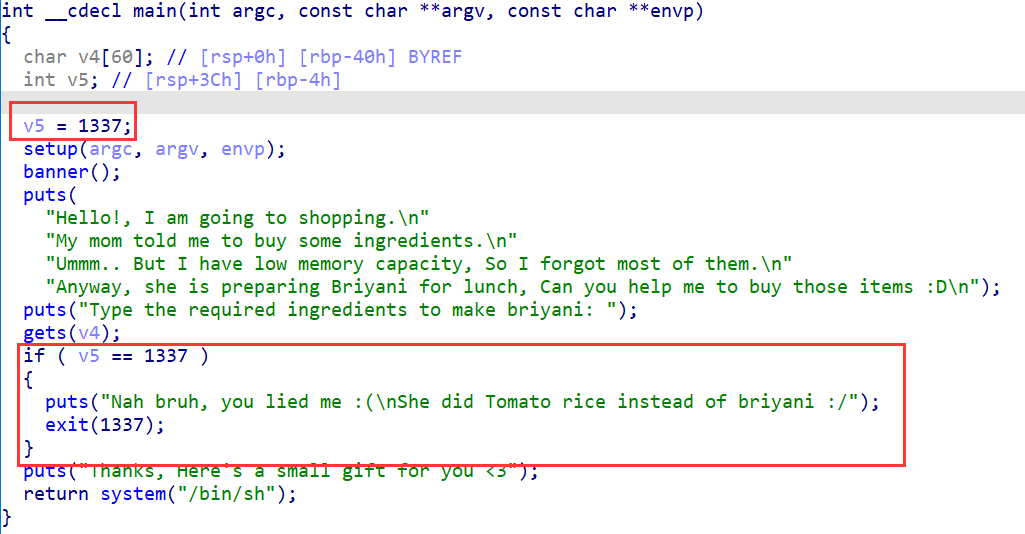 int __cdecl main(int argc, const char **argv, const char **envp)
{
  char v4[60]; // [rsp+0h] [rbp-40h] BYREF
  int v5; // [rsp+3Ch] [rbp-4h]

  v5 = 1337;
  setup(argc, argv, envp);
  banner();
  puts(
    "Hello!, I am going to shopping.\n"
    "My mom told me to buy some ingredients.\n"
    "Ummm.. But I have low memory capacity, So I forgot most of them.\n"
    "Anyway, she is preparing Briyani for lunch, Can you help me to buy those items :D\n");
  puts("Type the required ingredients to make briyani: ");
  gets(v4);
  if ( v5 == 1337 )
  {
    puts("Nah bruh, you lied me :(\nShe did Tomato rice instead of briyani :/");
    exit(1337);
  }
  puts("Thanks, Here's a small gift for you <3");
  return system("/bin/sh");
}